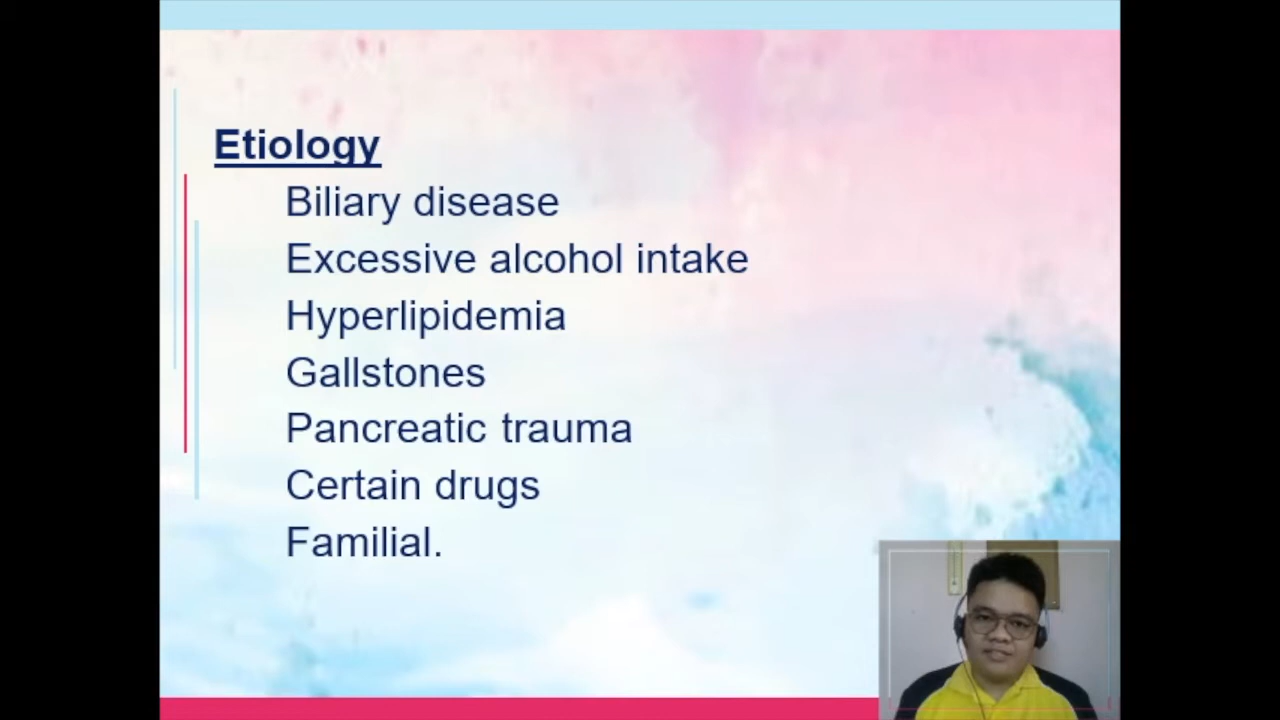 Etiology
Biliary disease
Excessive alcohol intake
Hyperlipidemia
Gallstones
Pancreatic trauma
Certain drugs
Familial.